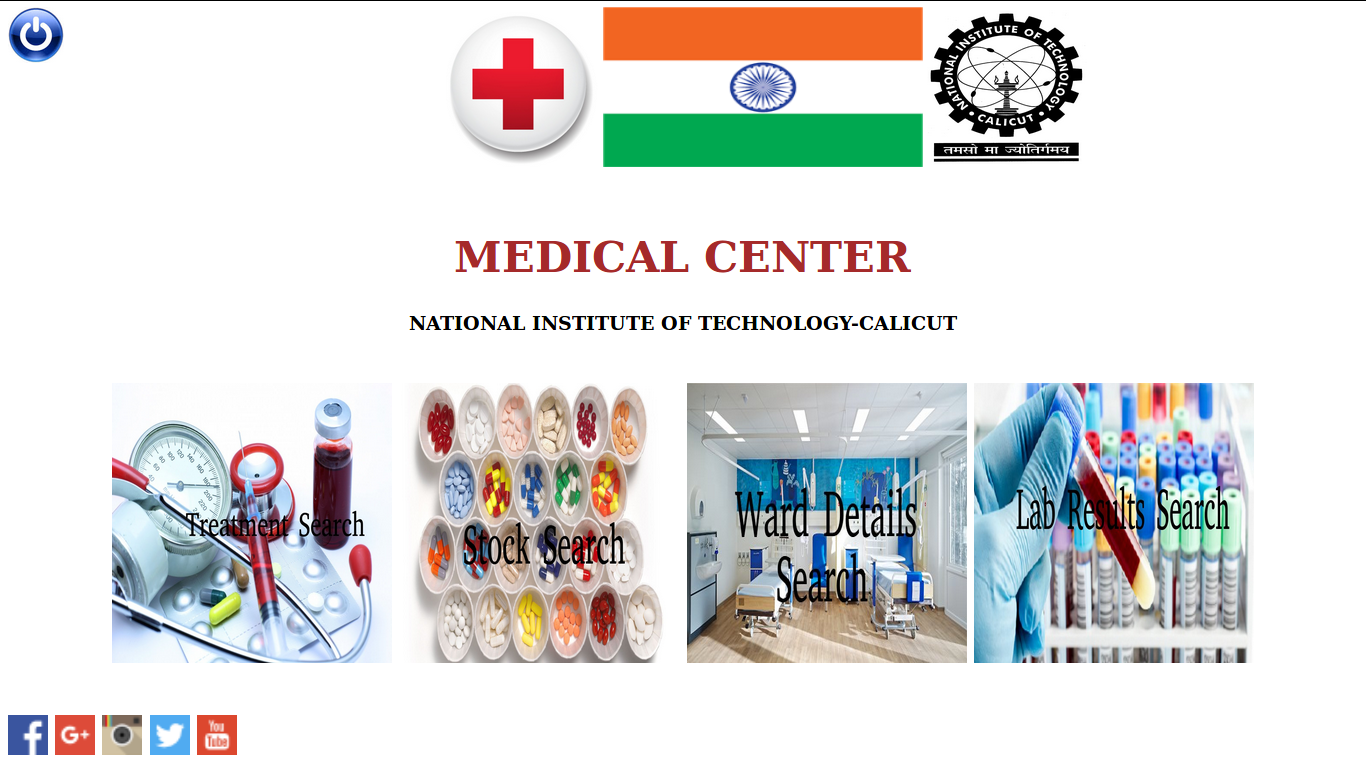 NATIONAL INSTITUTE OF TECHNOLOGY
• CALICUT •
तमसो मा ज्योतिर्गमय
MEDICAL CENTER
NATIONAL INSTITUTE OF TECHNOLOGY-CALICUT
Treatment Search
Stock Search
Ward Details
Search
Lab Results Search
f
G+
You
Tube